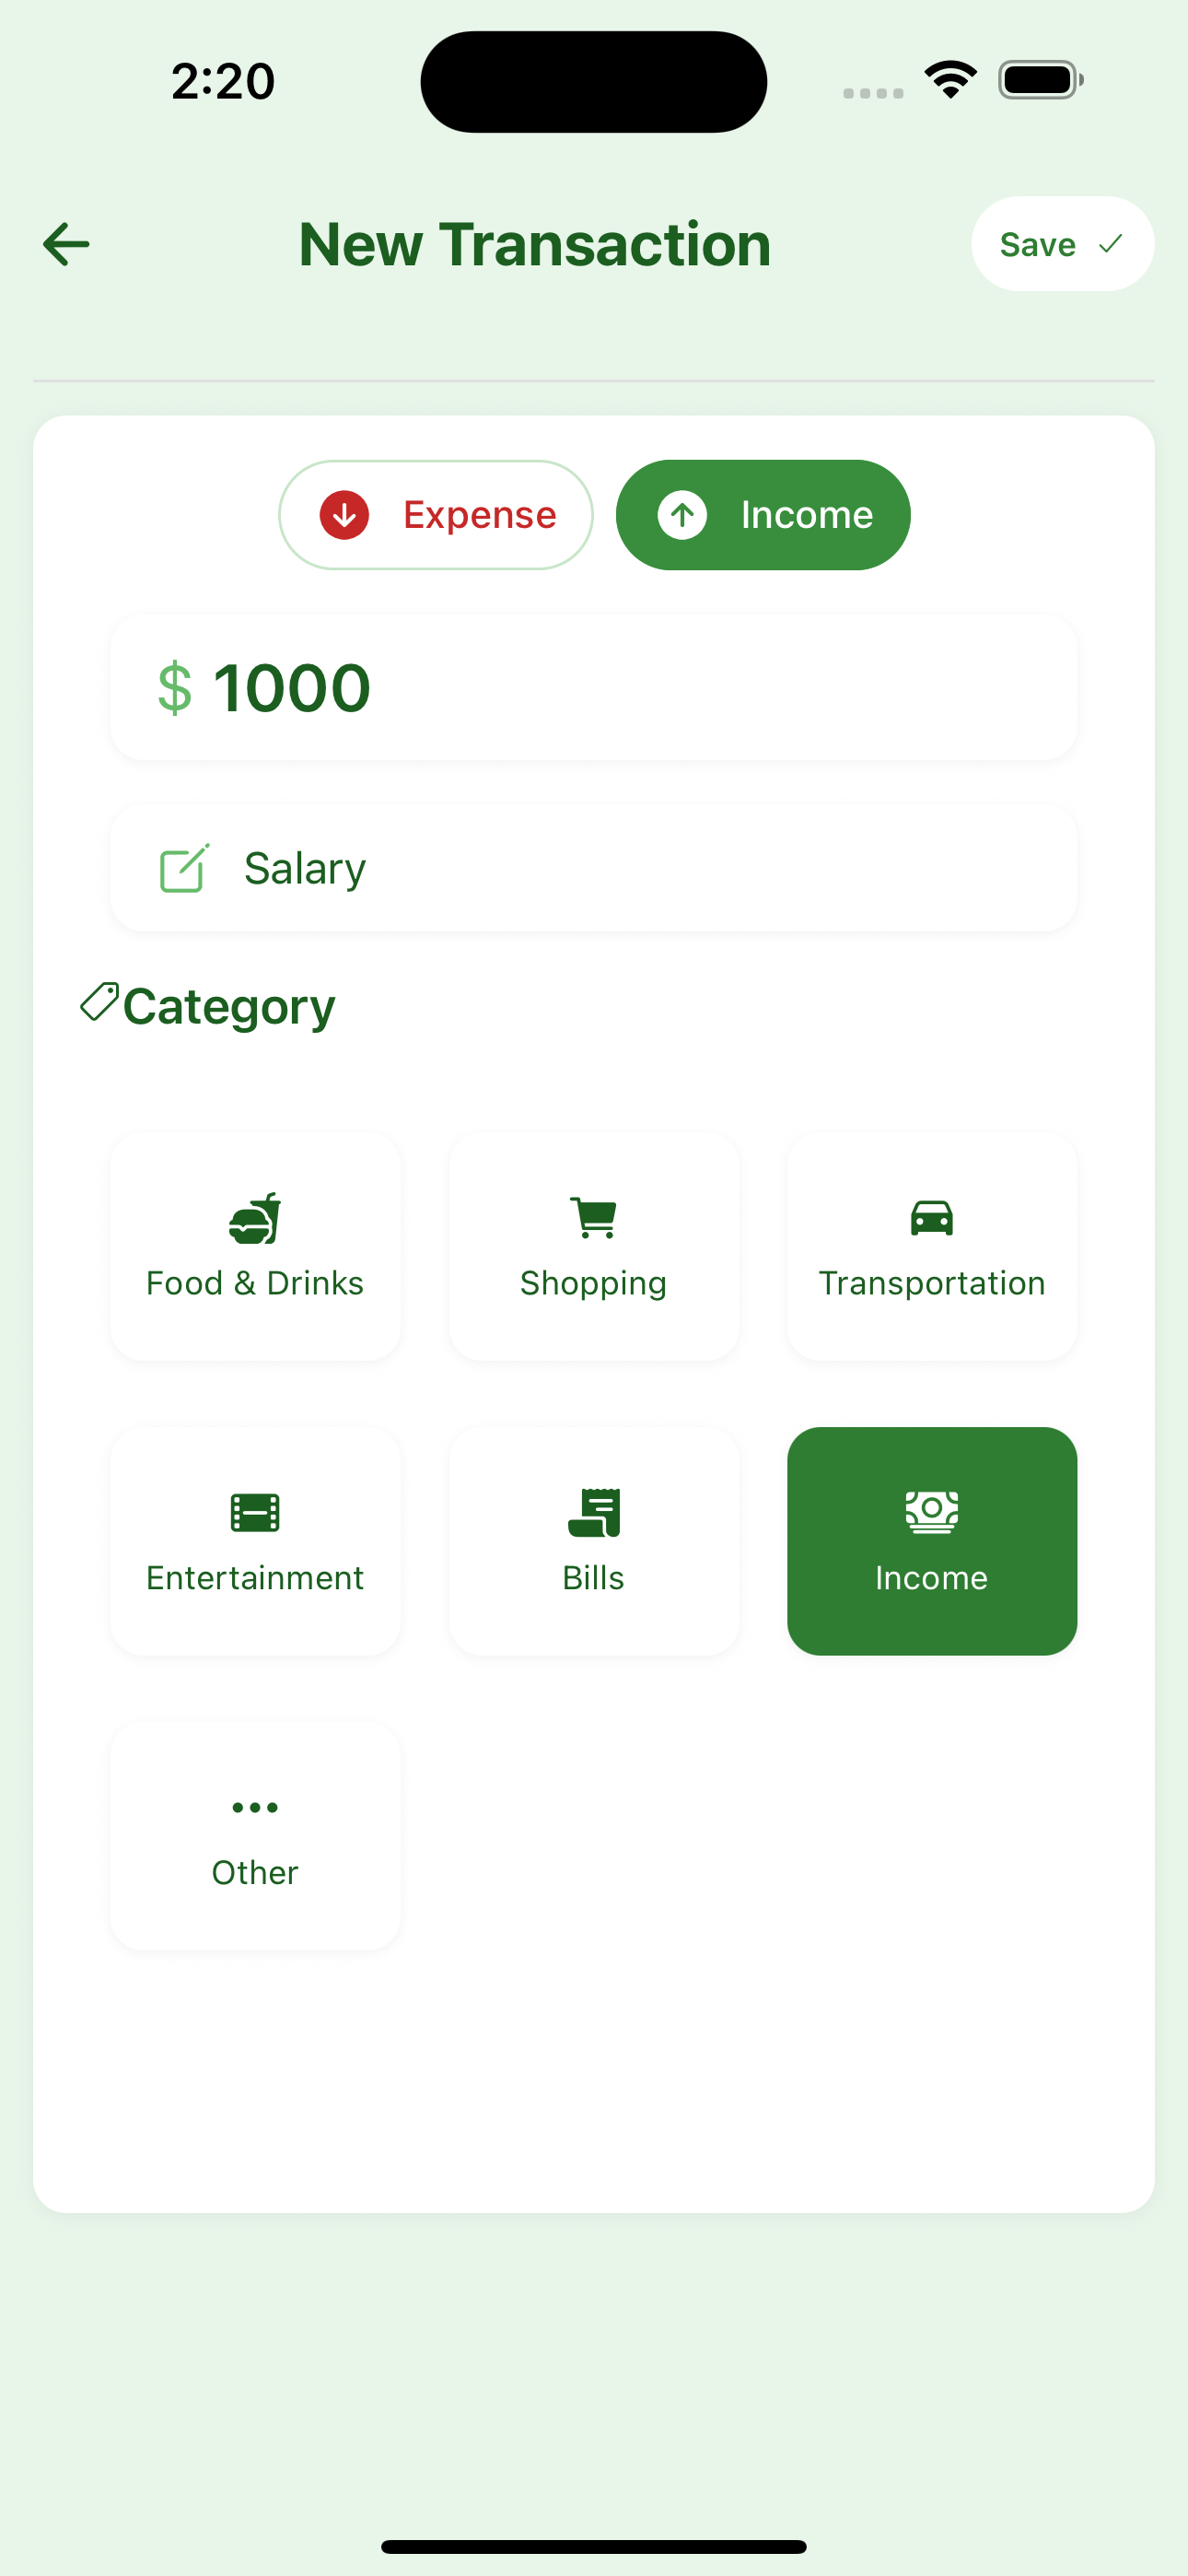 2:20
New Transaction
Save
Expense
Income
$ 1000
Salary
Category
Food & Drinks
Shopping
Transportation
Entertainment
Bills
Income
Other